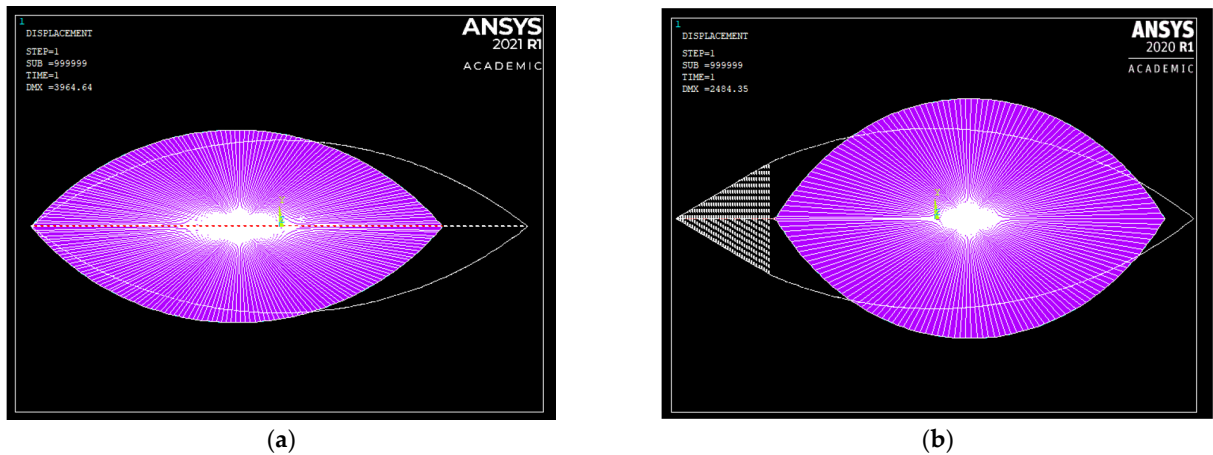 1
DISPLACEMENT
STEP=1
SUB =999999
TIME=1
DMX =3964.64
ANSYS
2021 R1
ACADEMIC
(a)
1
DISPLACEMENT
STEP=1
SUB =999999
TIME=1
DMX =2484.35
ANSYS
2020 R1
ACADEMIC
(b)